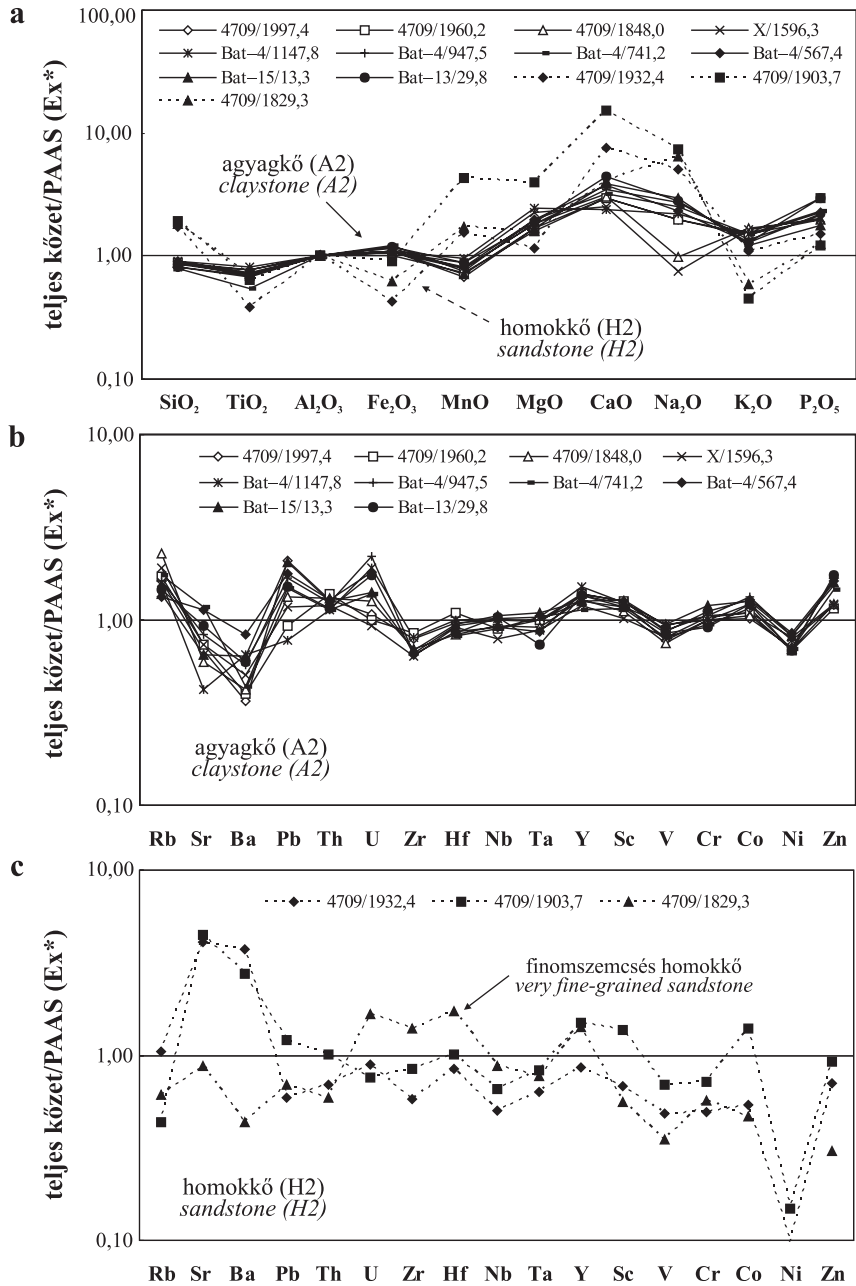 a
100,00
4709/1997,4 4709/1960,2 4709/1848,0 X/1596,3
Bat–4/1147,8 Bat–4/947,5 Bat–4/741,2 Bat–4/567,4
Bat–15/13,3 Bat–13/29,8 4709/1932,4 4709/1903,7
4709/1829,3
10,00
1,00
0,10
teljes kőzet/PAAS (Ex*)
agyagkő (A2)
claystone (A2)
homokkő (H2)
sandstone (H2)
SiO₂ TiO₂ Al₂O₃ Fe₂O₃ MnO MgO CaO Na₂O K₂O P₂O₅
b
10,00
4709/1997,4 4709/1960,2 4709/1848,0 X/1596,3
Bat–4/1147,8 Bat–4/947,5 Bat–4/741,2 Bat–4/567,4
Bat–15/13,3 Bat–13/29,8
1,00
0,10
teljes kőzet/PAAS (Ex*)
agyagkő (A2)
claystone (A2)
Rb Sr Ba Pb Th U Zr Hf Nb Ta Y Sc V Cr Co Ni Zn
c
10,00
4709/1932,4 4709/1903,7 4709/1829,3
finomszemcsés homokkő
very fine-grained sandstone
1,00
0,10
teljes kőzet/PAAS (Ex*)
homokkő (H2)
sandstone (H2)
Rb Sr Ba Pb Th U Zr Hf Nb Ta Y Sc V Cr Co Ni Zn